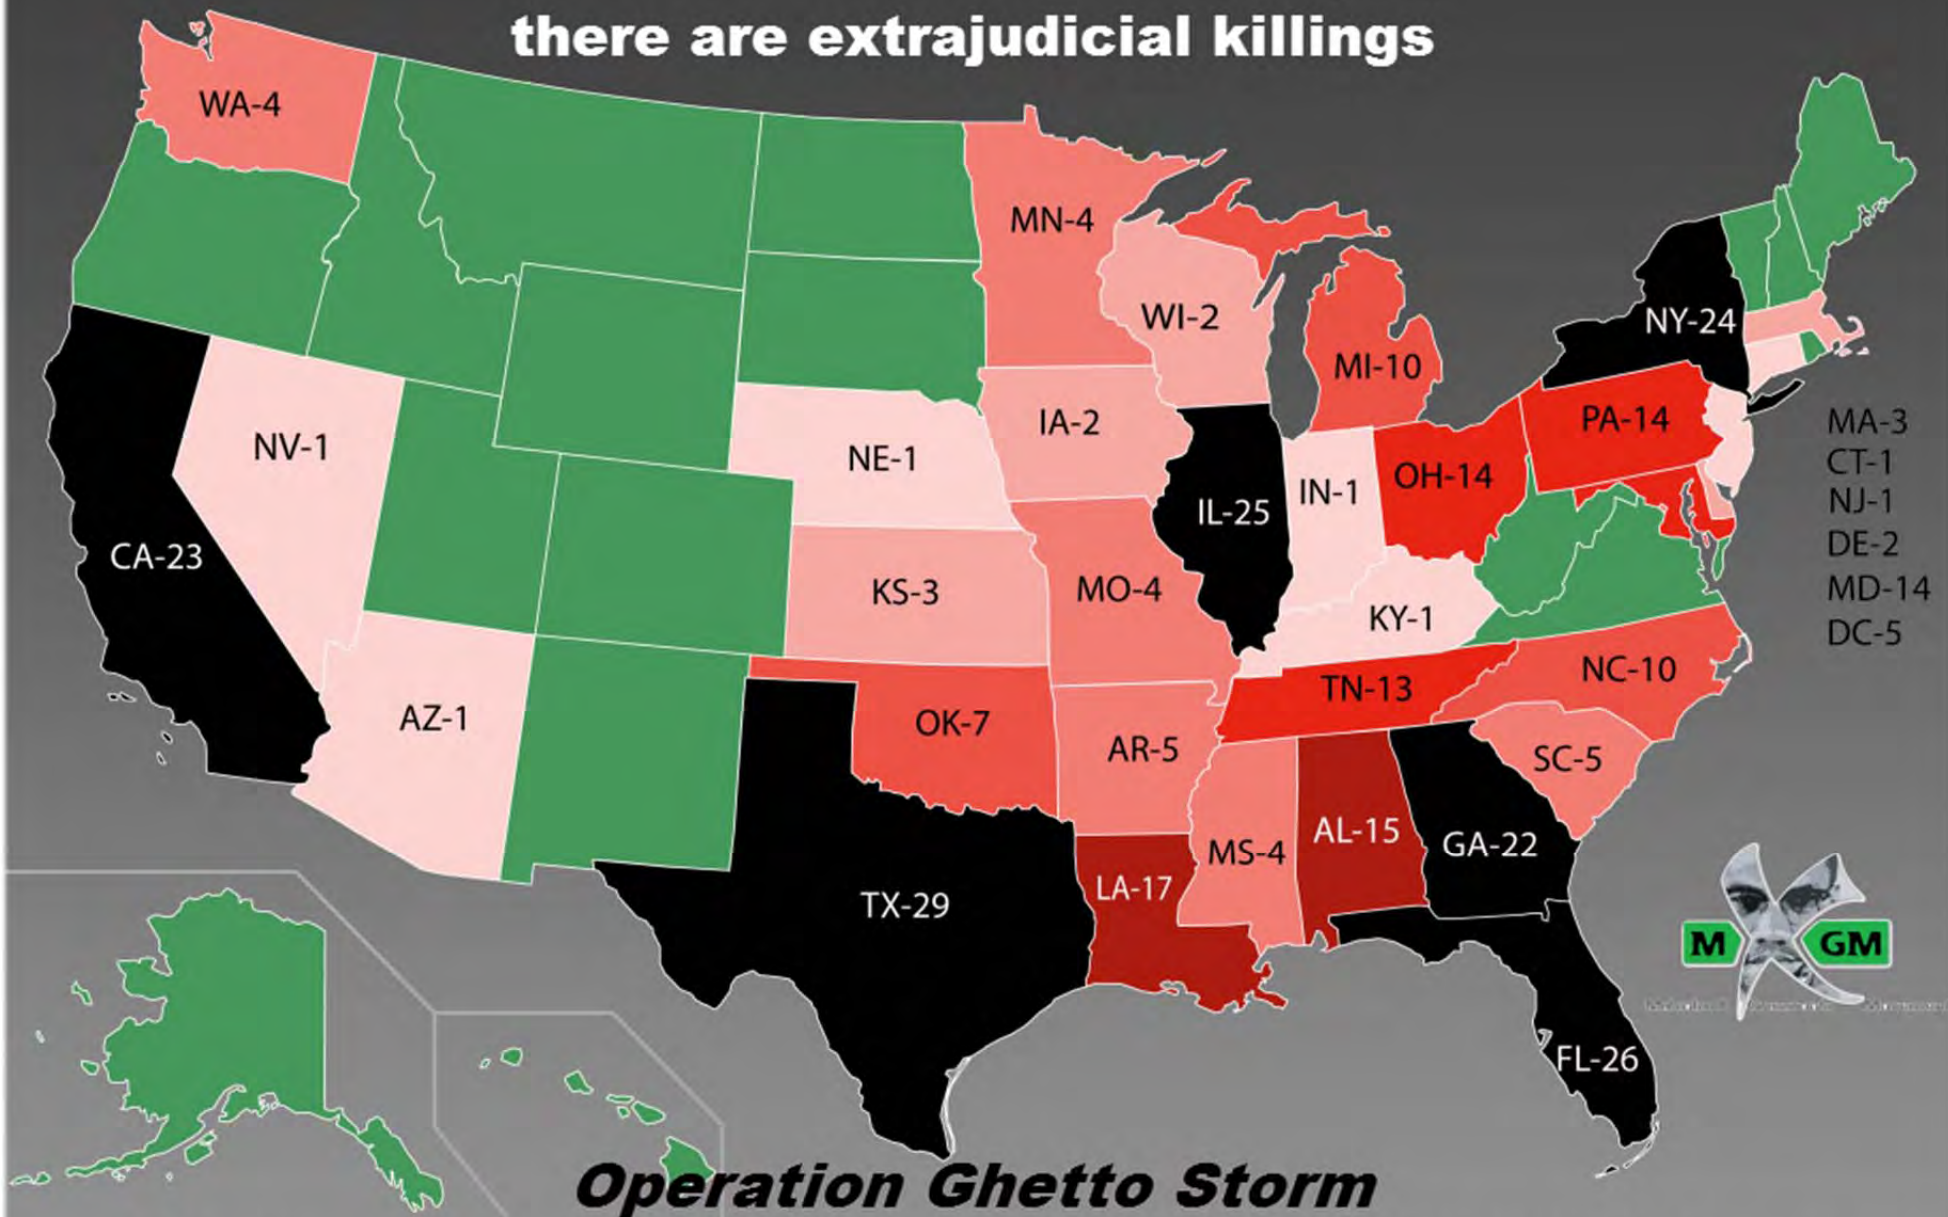 there are extrajudicial killings
WA-4
MN-4
WI-2
MI-10
NY-24
NV-1
NE-1
IA-2
IL-25
IN-1
OH-14
PA-14
MA-3
CT-1
NJ-1
DE-2
MD-14
DC-5
CA-23
KS-3
MO-4
KY-1
AZ-1
OK-7
AR-5
TN-13
NC-10
SC-5
TX-29
LA-17
MS-4
AL-15
GA-22
FL-26
M GM
Malcolm X Grassroots Movement
Operation Ghetto Storm